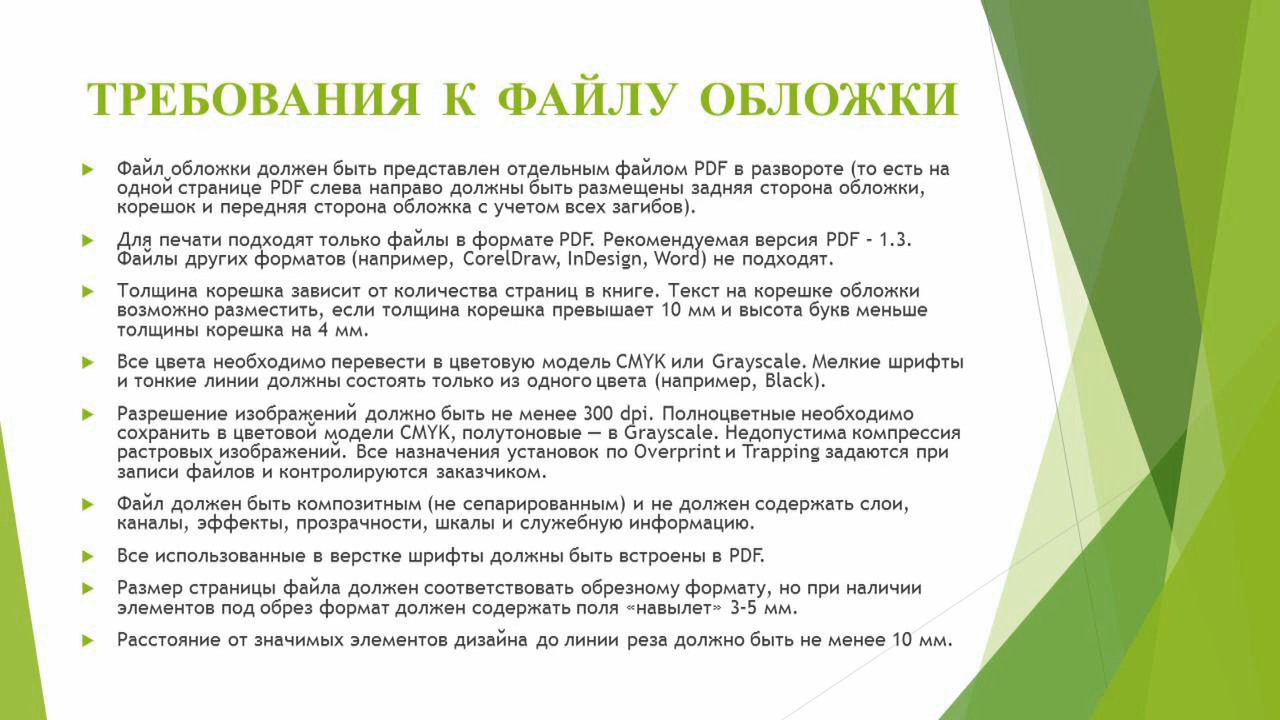 ТРЕБОВАНИЯ К ФАЙЛУ ОБЛОЖКИ
Файл обложки должен быть представлен отдельным файлом PDF в развороте (то есть на
одной странице PDF слева направо должны быть размещены задняя сторона обложки,
корешок и передняя сторона обложка с учетом всех загибов).
Для печати подходят только файлы в формате PDF. Рекомендуемая версия PDF - 1.3.
Файлы других форматов (например, CorelDraw, InDesign, Word) не подходят.
Толщина корешка зависит от количества страниц в книге. Текст на корешке обложки
возможно разместить, если толщина корешка превышает 10 мм и высота букв меньше
толщины корешка на 4 мм.
Все цвета необходимо перевести в цветовую модель CMYK или Grayscale. Мелкие шрифты
и тонкие линии должны состоять только из одного цвета (например, Black).
Разрешение изображений должно быть не менее 300 dpi. Полноцветные необходимо
сохранить в цветовой модели CMYK, полутоновые — в Grayscale. Недопустима компрессия
растровых изображений. Все назначения установок по Overprint и Trapping задаются при
записи файлов и контролируются заказчиком.
Файл должен быть композитным (не сепарированным) и не должен содержать слои,
каналы, эффекты, прозрачности, шкалы и служебную информацию.
Все использованные в верстке шрифты должны быть встроены в PDF.
Размер страницы файла должен соответствовать обрезному формату, но при наличии
элементов под обрез формат должен содержать поля «навылет» 3-5 мм.
Расстояние от значимых элементов дизайна до линии реза должно быть не менее 10 мм.